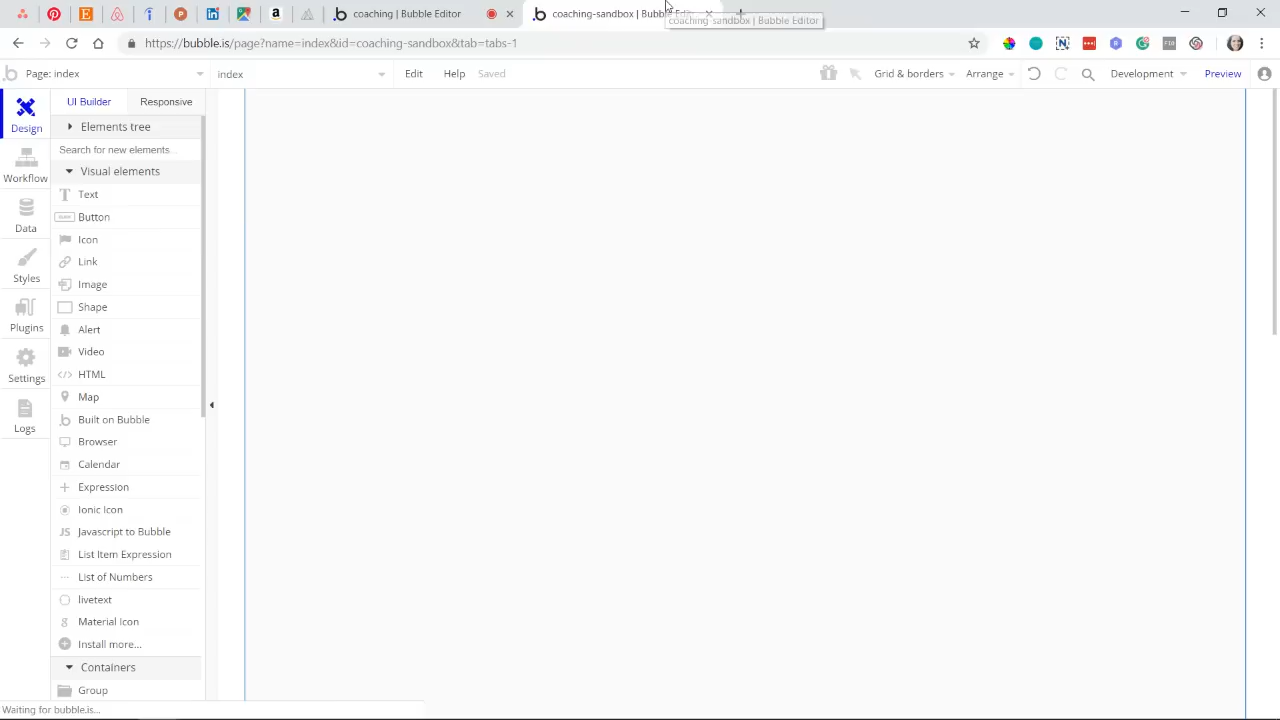 coaching | Bubble Editor
coaching-sandbox | Bubble Edit
coaching-sandbox | Bubble Editor
https://bubble.is/page?name=index&id=coaching-sandbox&tab=tabs-1
Page: index
index
Edit
Help
Saved
Grid & borders
Arrange
Development
Preview
UI Builder
Responsive
Design
Workflow
Data
Styles
Plugins
Settings
Logs
Elements tree
Search for new elements...
Visual elements
Text
Button
Icon
Link
Image
Shape
Alert
Video
HTML
Map
Built on Bubble
Browser
Calendar
Expression
Ionic Icon
JS Javascript to Bubble
List Item Expression
List of Numbers
livetext
Material Icon
Install more...
Containers
Group
Waiting for bubble.is...